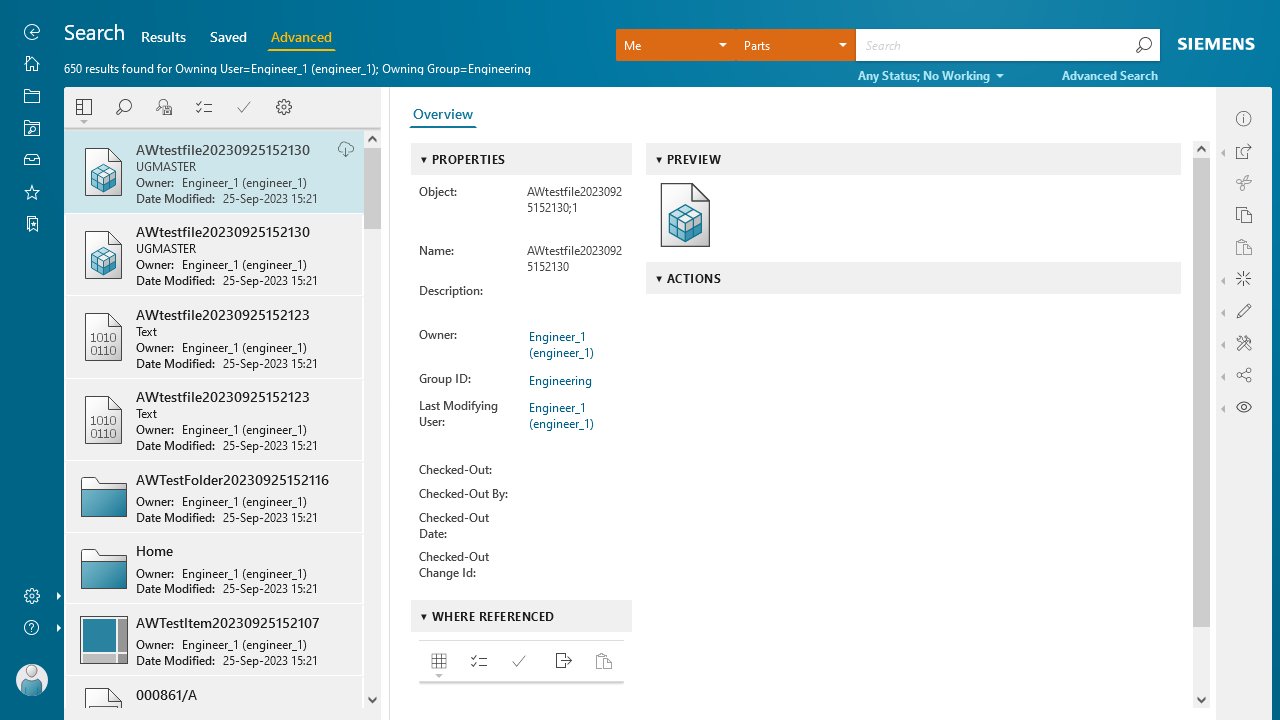 Search
Results
Saved
Advanced
650 results found for Owning User=Engineer_1 (engineer_1); Owning Group=Engineering
Me
Parts
Search
SIEMENS
Any Status; No Working
Advanced Search
AWtestfile20230925152130
UGMASTER
Owner: Engineer_1 (engineer_1)
Date Modified: 25-Sep-2023 15:21
AWtestfile20230925152130
UGMASTER
Owner: Engineer_1 (engineer_1)
Date Modified: 25-Sep-2023 15:21
1010
0110
AWtestfile20230925152123
Text
Owner: Engineer_1 (engineer_1)
Date Modified: 25-Sep-2023 15:21
1010
0110
AWtestfile20230925152123
Text
Owner: Engineer_1 (engineer_1)
Date Modified: 25-Sep-2023 15:21
AWTestFolder20230925152116
Owner: Engineer_1 (engineer_1)
Date Modified: 25-Sep-2023 15:21
Home
Owner: Engineer_1 (engineer_1)
Date Modified: 25-Sep-2023 15:21
AWTestItem20230925152107
Owner: Engineer_1 (engineer_1)
Date Modified: 25-Sep-2023 15:21
000861/A
Overview
PROPERTIES
Object: AWtestfile2023092
5152130;1
Name: AWtestfile2023092
5152130
Description:
Owner: Engineer_1
(engineer_1)
Group ID: Engineering
Last Modifying Engineer_1
User: (engineer_1)
Checked-Out:
Checked-Out By:
Checked-Out
Date:
Checked-Out
Change Id:
WHERE REFERENCED
PREVIEW
ACTIONS